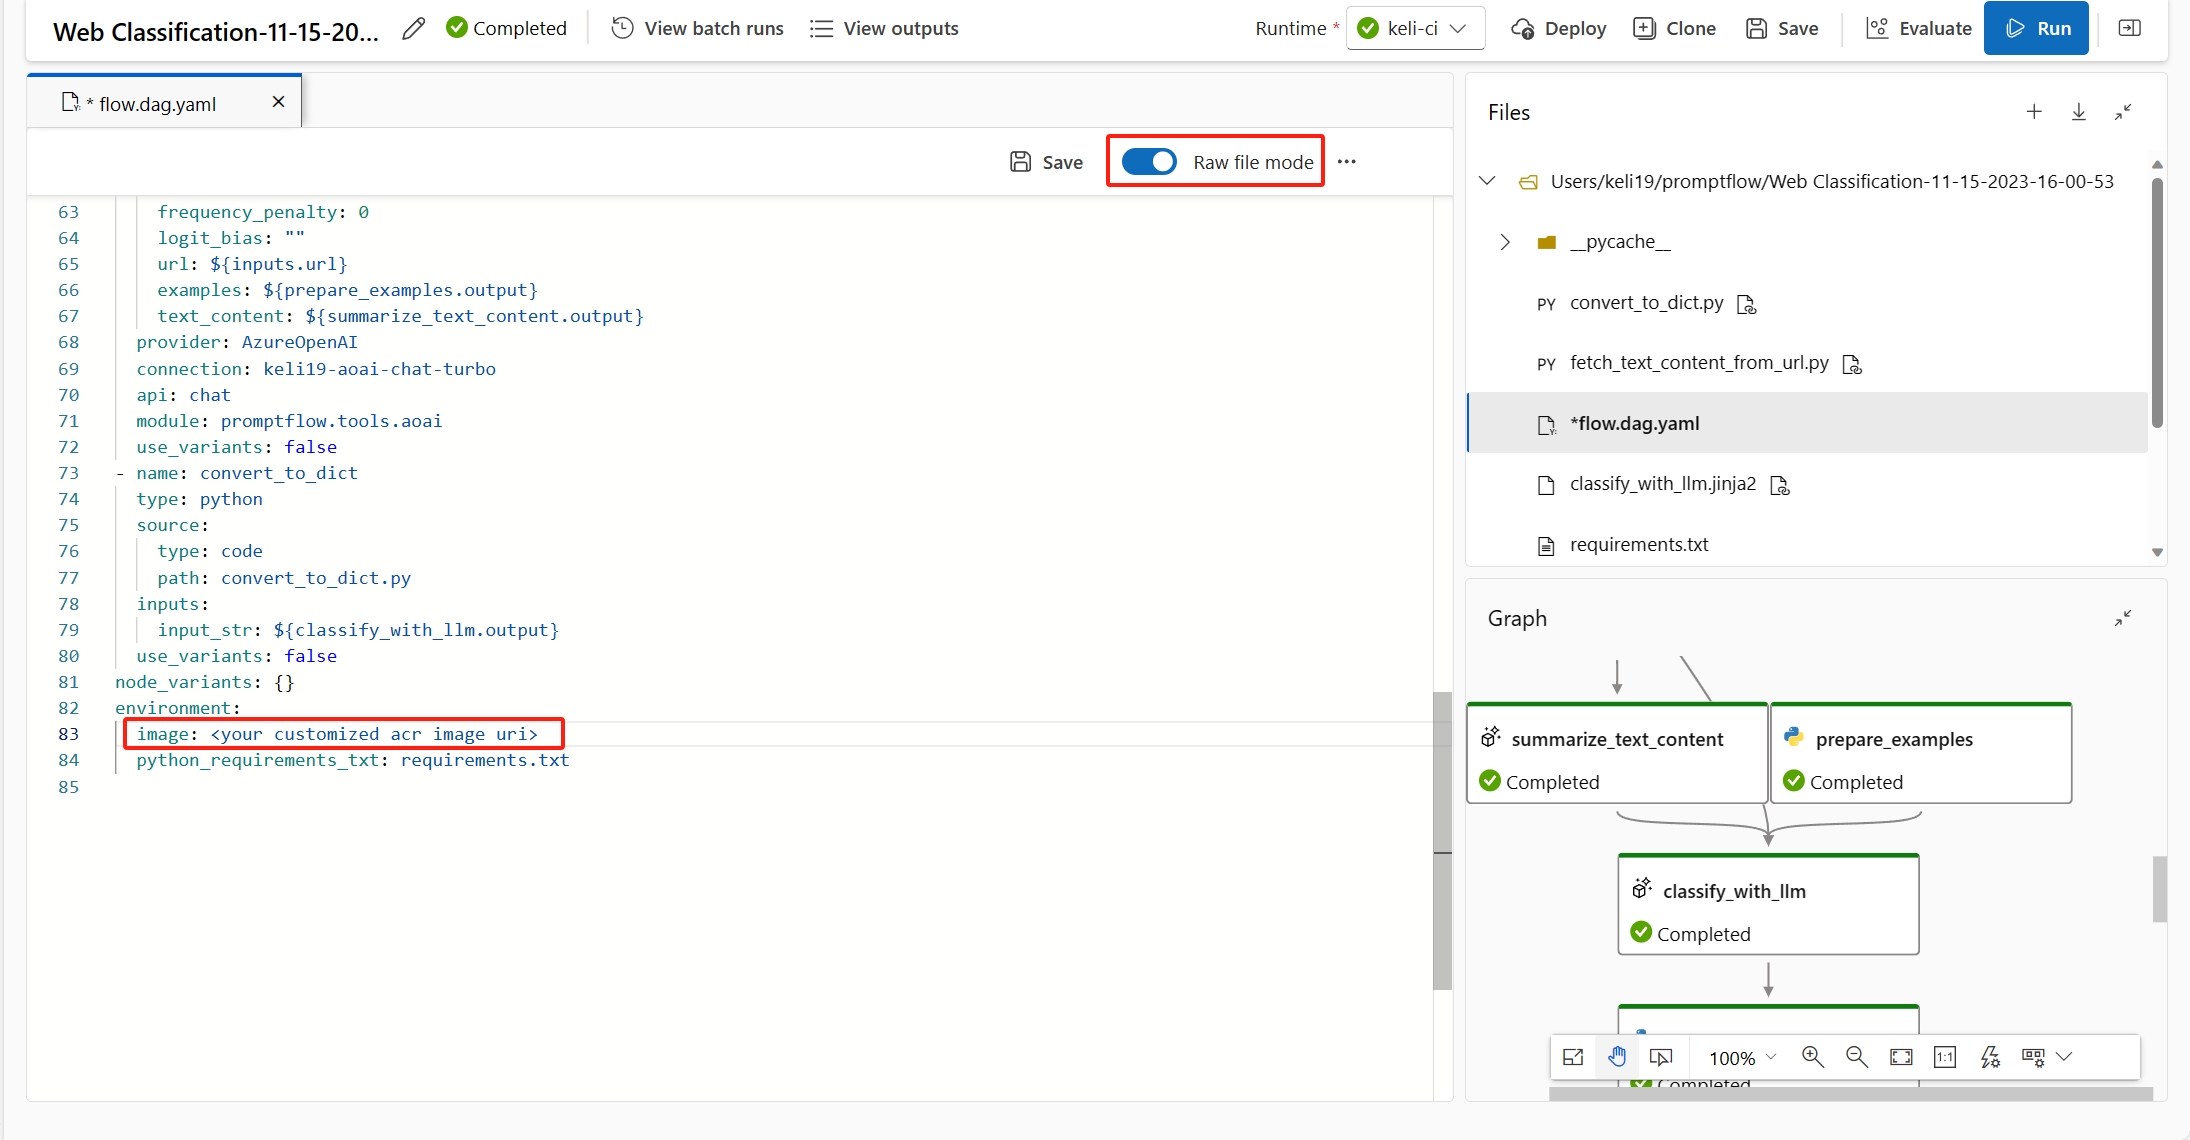 Web Classification-11-15-20...
Completed
View batch runs
View outputs
Runtime *
keli-ci
Deploy
Clone
Save
Evaluate
Run
* flow.dag.yaml
Save
Raw file mode
63 frequency_penalty: 0
64 logit_bias: ""
65 url: ${inputs.url}
66 examples: ${prepare_examples.output}
67 text_content: ${summarize_text_content.output}
68 provider: AzureOpenAI
69 connection: keli19-aoai-chat-turbo
70 api: chat
71 module: promptflow.tools.aoai
72 use_variants: false
73 - name: convert_to_dict
74 type: python
75 source:
76 type: code
77 path: convert_to_dict.py
78 inputs:
79 input_str: ${classify_with_llm.output}
80 use_variants: false
81 node_variants: {}
82 environment:
83 image: <your customized acr image uri>
84 python_requirements_txt: requirements.txt
85
Files
Users/keli19/promptflow/Web Classification-11-15-2023-16-00-53
__pycache__
PY convert_to_dict.py
PY fetch_text_content_from_url.py
*flow.dag.yaml
classify_with_llm.jinja2
requirements.txt
Graph
summarize_text_content
Completed
prepare_examples
Completed
classify_with_llm
Completed
100%
1:1
Completed